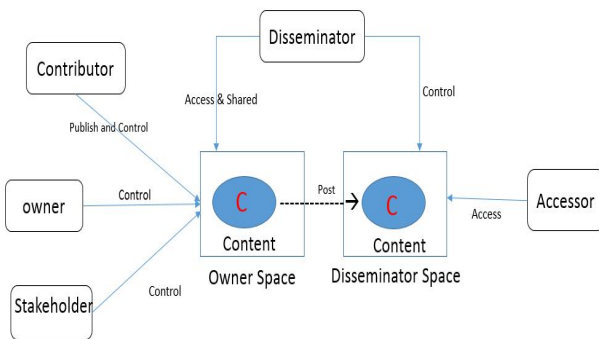 Disseminator
Contributor
Access & Shared
Control
Publish and Control
owner
Control
C
Post
C
Accessor
Access
Content
Content
Owner Space
Disseminator Space
Stakeholder
Control